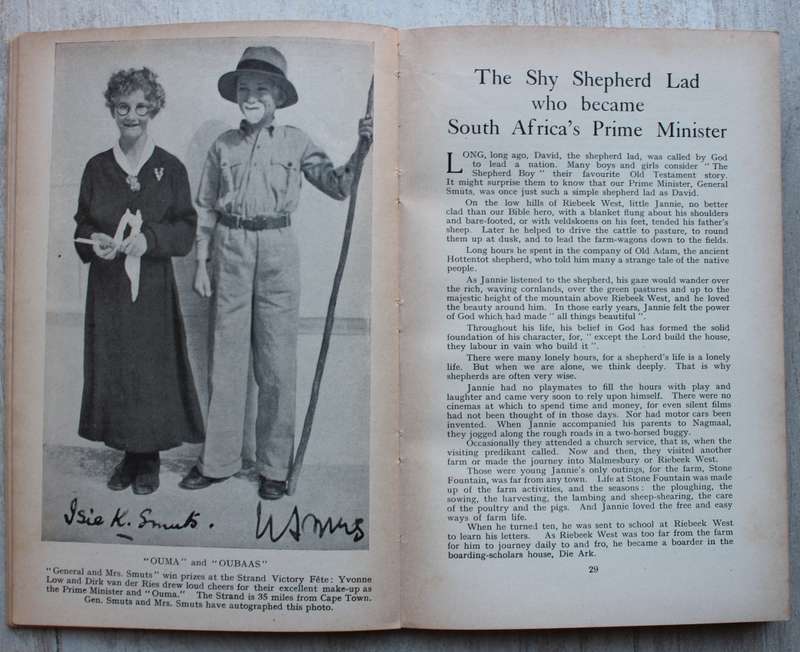 Isie K. Smuts.
"OUMA" and "OUBAAS"
"General and Mrs. Smuts" win prizes at the Strand Victory Fête: Yvonne
Low and Dirk van der Ries drew loud cheers for their excellent make-up as
the Prime Minister and "Ouma." The Strand is 35 miles from Cape Town.
Gen. Smuts and Mrs. Smuts have autographed this photo.
The Shy Shepherd Lad
who became
South Africa's Prime Minister
LONG, long ago, David, the shepherd lad, was called by God
to lead a nation. Many boys and girls consider "The
Shepherd Boy" their favourite Old Testament story.
It might surprise them to know that our Prime Minister, General
Smuts, was once just such a simple shepherd lad as David.
On the low hills of Riebeek West, little Jannie, no better
clad than our Bible hero, with a blanket flung about his shoulders
and bare-footed, or with veldskoens on his feet, tended his father's
sheep. Later he helped to drive the cattle to pasture, to round
them up at dusk, and to lead the farm-wagons down to the fields.
Long hours he spent in the company of Old Adam, the ancient
Hottentot shepherd, who told him many a strange tale of the native
people.
As Jannie listened to the shepherd, his gaze would wander over
the rich, waving cornlands, over the green pastures and up to the
majestic height of the mountain above Riebeek West, and he loved
the beauty around him. In those early years, Jannie felt the power
of God which had made "all things beautiful".
Throughout his life, his belief in God has formed the solid
foundation of his character, for, "except the Lord build the house,
they labour in vain who build it".
There were many lonely hours, for a shepherd's life is a lonely
life. But when we are alone, we think deeply. That is why
shepherds are often very wise.
Jannie had no playmates to fill the hours with play and
laughter and came very soon to rely upon himself. There were no
cinemas at which to spend time and money, for even silent films
had not been thought of in those days. Nor had motor cars been
invented. When Jannie accompanied his parents to Nagmaal,
they jogged along the rough roads in a two-horsed buggy.
Occasionally they attended a church service, that is, when the
visiting predikant called. Now and then, they visited another
farm or made the journey into Malmesbury or Riebeek West.
Those were young Jannie's only outings, for the farm, Stone
Fountain, was far from any town. Life at Stone Fountain was made
up of the farm activities, and the seasons: the ploughing, the
sowing, the harvesting, the lambing and sheep-shearing, the care
of the poultry and the pigs. And Jannie loved the free and easy
ways of farm life.
When he turned ten, he was sent to school at Riebeek West
to learn his letters. As Riebeek West was too far from the farm
for him to journey daily to and fro, he became a boarder in the
boarding-scholars house, Die Ark.
29